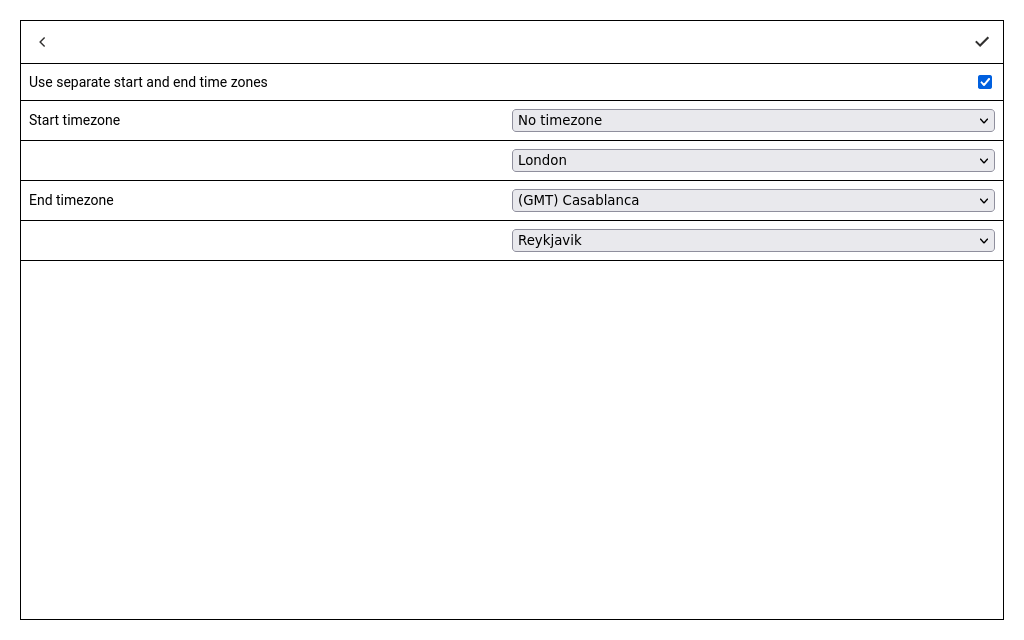 Use separate start and end time zones
Start timezone
No timezone
London
End timezone
(GMT) Casablanca
Reykjavik